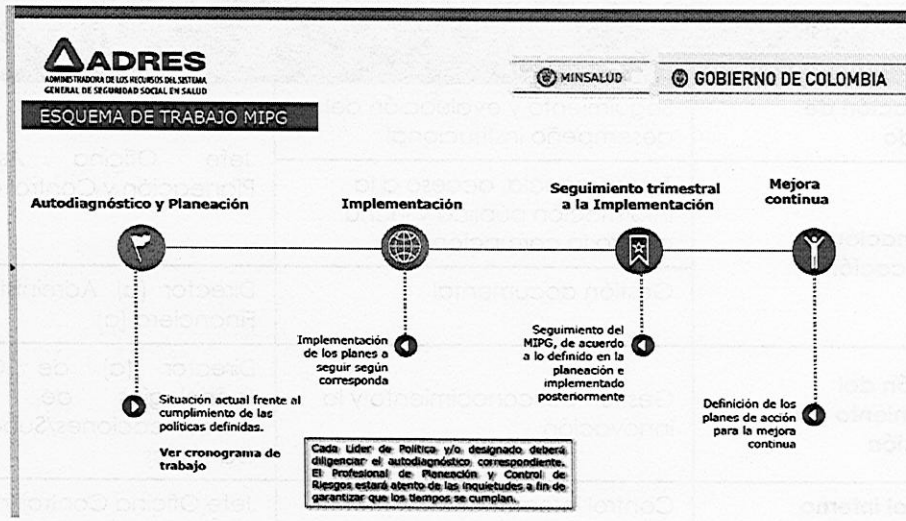 ADRES
ADMINISTRADORA DE LOS RECURSOS DEL SISTEMA
GENERAL DE SEGURIDAD SOCIAL EN SALUD
MINSALUD
GOBIERNO DE COLOMBIA
ESQUEMA DE TRABAJO MIPG
Autodiagnóstico y Planeación
Situación actual frente al
cumplimiento de las
políticas definidas.
Ver cronograma de
trabajo
Implementación
Implementación
de los planes a
seguir según
corresponda
Seguimiento trimestral
a la Implementación
Seguimiento del
MIPG, de acuerdo
a lo definido en la
planeación e
implementado
posteriormente
Mejora
continua
Definición de los
planes de acción
para la mejora
continua
Cada Líder de Política y/o designado deberá
diligenciar el autodiagnóstico correspondiente.
El Profesional de Planeación y Control de
Riesgos estará atento de las inquietudes a fin de
garantizar que los tiempos se cumplan.